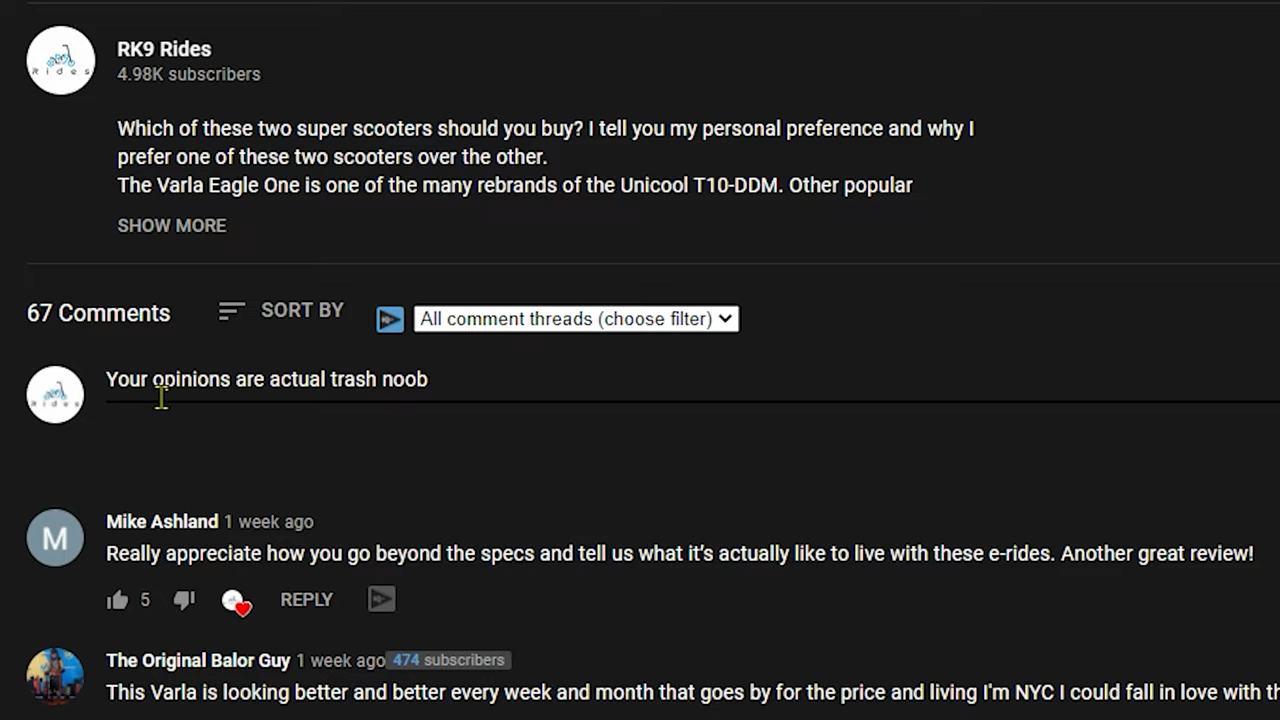 RK9 Rides
4.98K subscribers
Which of these two super scooters should you buy? I tell you my personal preference and why I
prefer one of these two scooters over the other.
The Varla Eagle One is one of the many rebrands of the Unicool T10-DDM. Other popular
SHOW MORE
67 Comments SORT BY All comment threads (choose filter)
Rides
Your opinions are actual trash noob
Rides
M
Mike Ashland 1 week ago
Really appreciate how you go beyond the specs and tell us what it's actually like to live with these e-rides. Another great review!
5 REPLY
The Original Balor Guy 1 week ago 474 subscribers
This Varla is looking better and better every week and month that goes by for the price and living I'm NYC I could fall in love with th